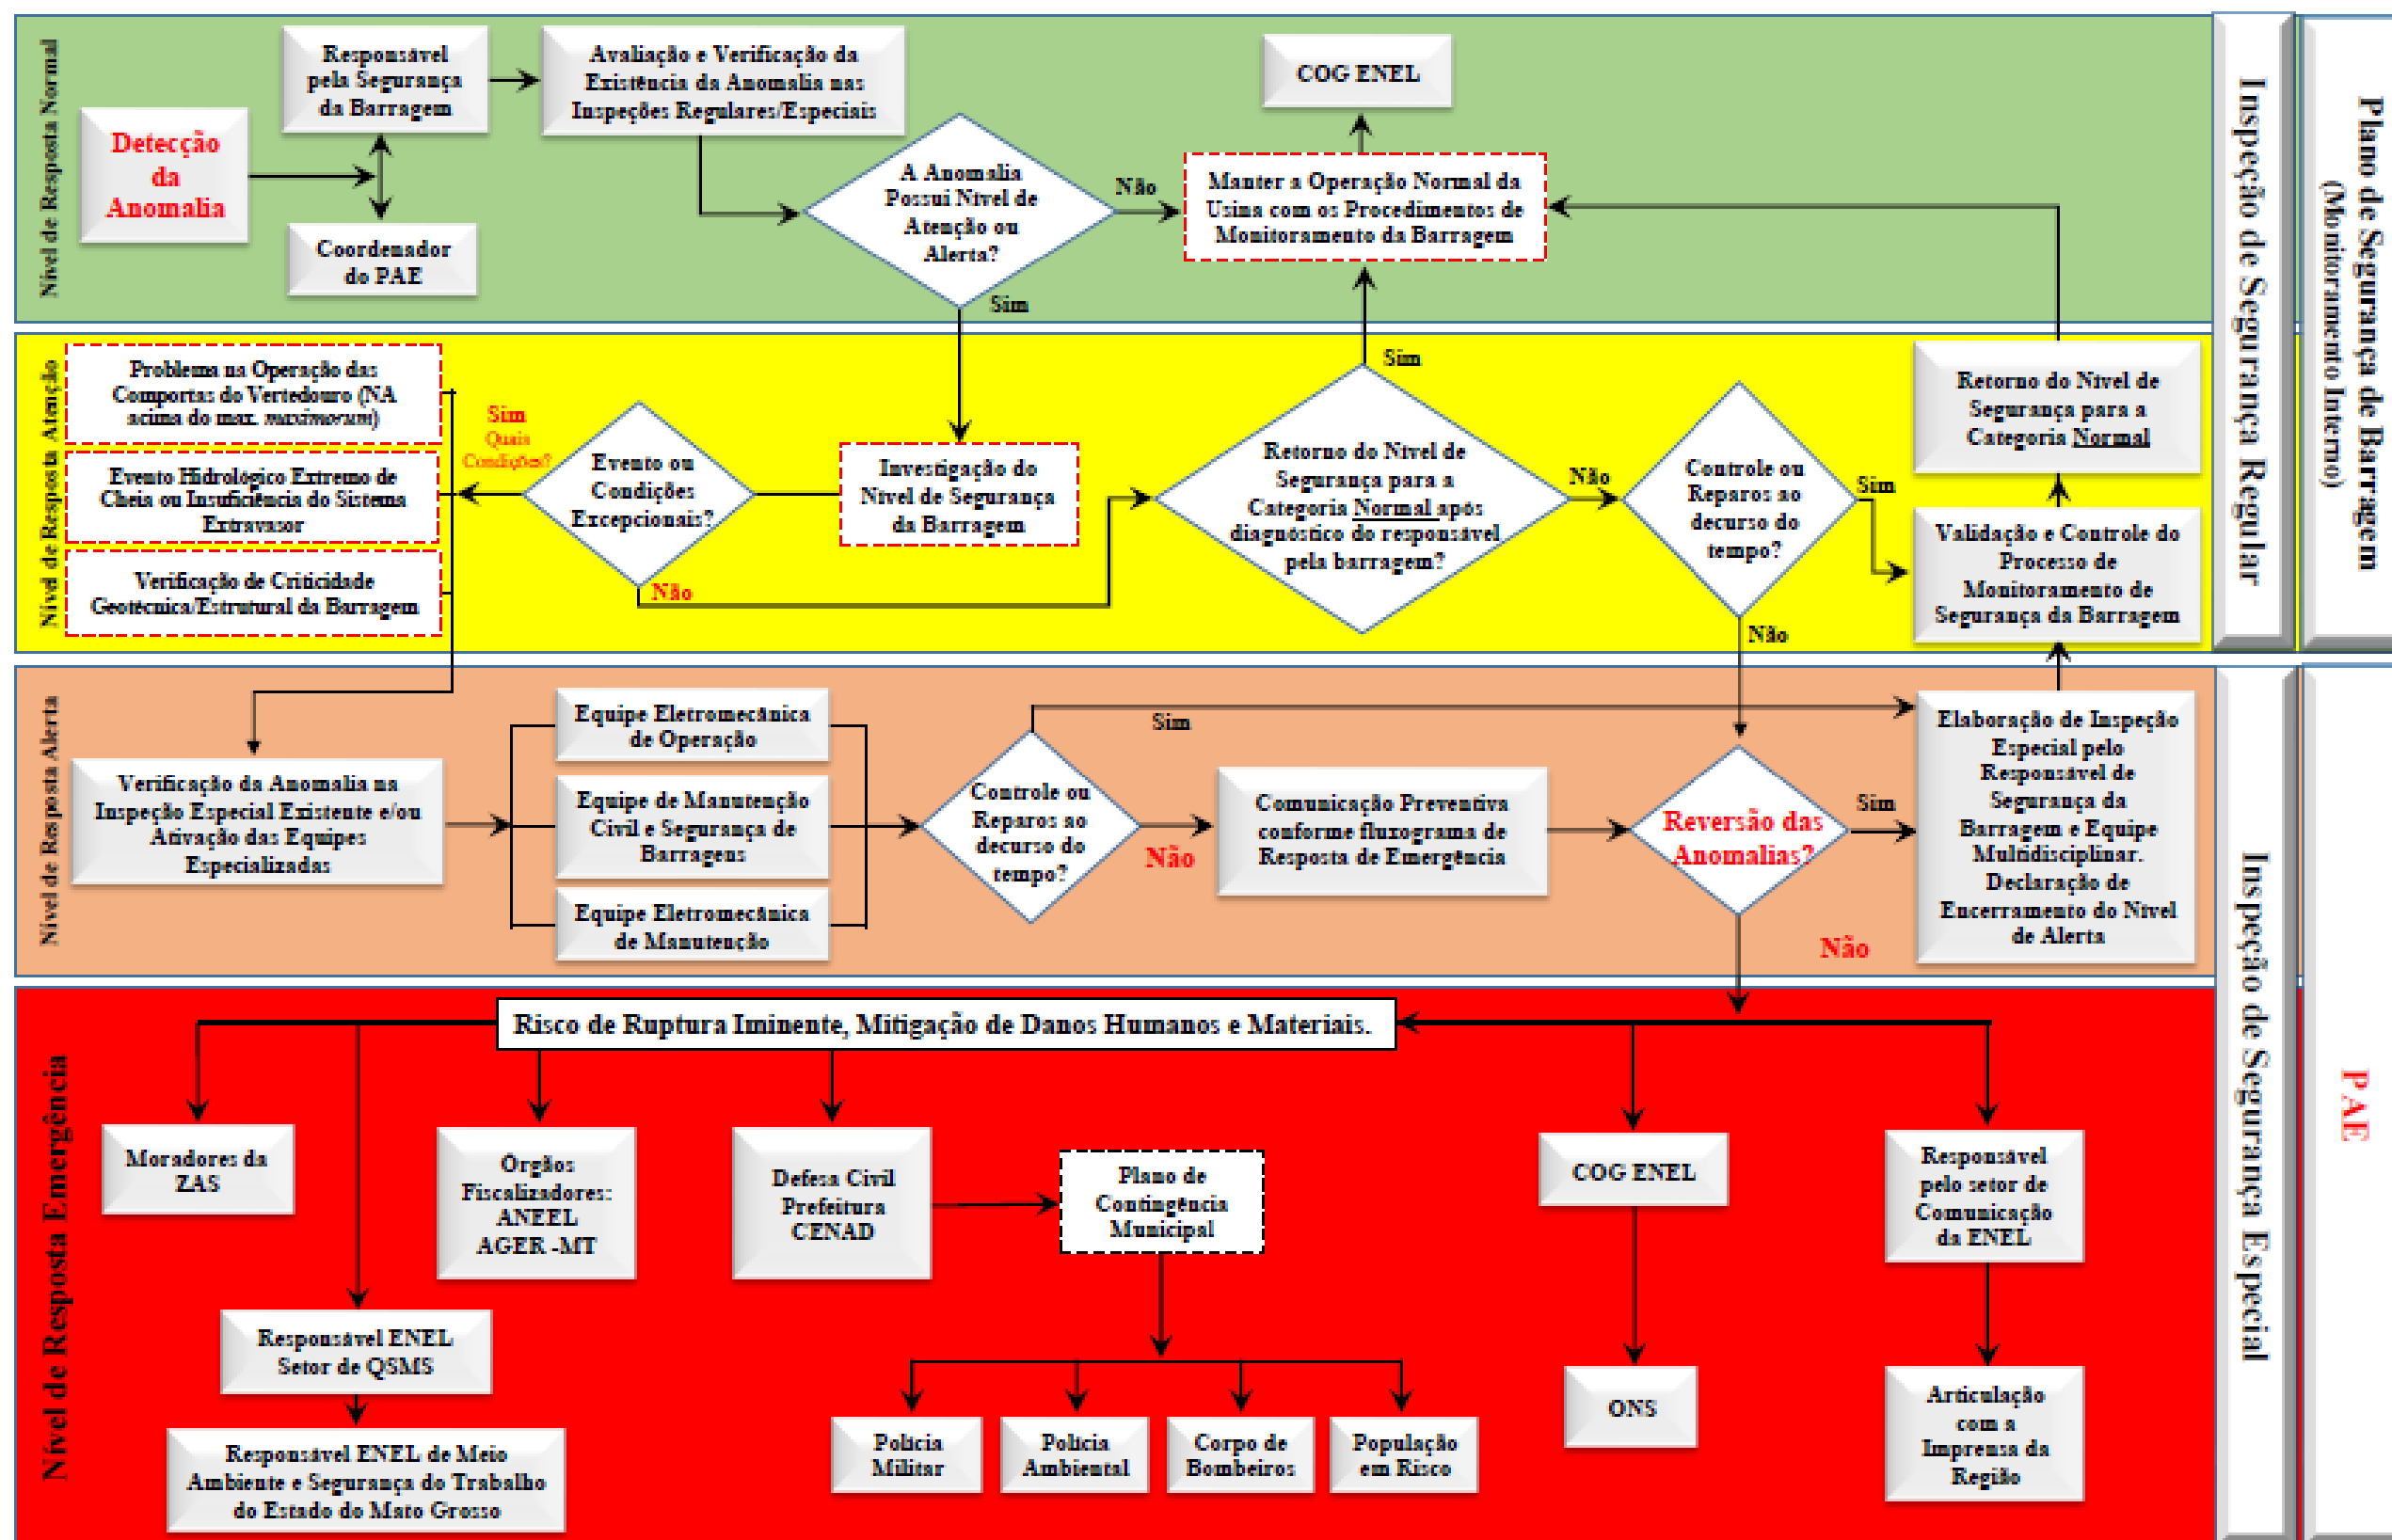 Nível de Resposta Normal
Detecção
da
Anomalia
Responsável
pela Segurança
da Barragem
Coordenador
do PAE
Avaliação e Verificação da
Existência da Anomalia nas
Inspeções Regulares/Especiais
A Anomalia
Possui Nível de
Atenção ou
Alerta?
Não
Sim
COG ENEL
Manter a Operação Normal da
Usina com os Procedimentos de
Monitoramento da Barragem
Inspeção de Segurança Regular
Plano de Segurança de Barragem
(Monitoramento Interno)
Nível de Resposta Atenção
Problema na Operação das
Comportas do Vertedouro (NA
acima do max. maximorum)
Evento Hidrológico Extremo de
Cheia ou Insuficiência do Sistema
Extravasor
Verificação de Criticidade
Geotécnica/Estrutural da Barragem
Sim
Quais
Condições?
Evento ou
Condições
Excepcionais?
Não
Investigação do
Nível de Segurança
da Barragem
Sim
Retorno do Nível de
Segurança para a
Categoria Normal após
diagnóstico do responsável
pela barragem?
Não
Controle ou
Reparos ao
decurso do
tempo?
Sim
Não
Retorno do Nível de
Segurança para a
Categoria Normal
Validação e Controle do
Processo de
Monitoramento de
Segurança da Barragem
Nível de Resposta Alerta
Verificação da Anomalia na
Inspeção Especial Existente e/ou
Ativação das Equipes
Especializadas
Equipe Eletromecânica
de Operação
Equipe de Manutenção
Civil e Segurança de
Barragens
Equipe Eletromecânica
de Manutenção
Controle ou
Reparos ao
decurso do
tempo?
Sim
Não
Comunicação Preventiva
conforme fluxograma de
Resposta de Emergência
Reversão das
Anomalias?
Sim
Não
Elaboração de Inspeção
Especial pelo
Responsável de
Segurança da
Barragem e Equipe
Multidisciplinar.
Declaração de
Encerramento do Nível
de Alerta
Inspeção de Segurança Especial
PAE
Nível de Resposta Emergência
Risco de Ruptura Iminente, Mitigação de Danos Humanos e Materiais.
Moradores da
ZAS
Responsável ENEL
Setor de QSMS
Responsável ENEL de Meio
Ambiente e Segurança do Trabalho
do Estado do Mato Grosso
Órgãos
Fiscalizadores:
ANEEL
AGER -MT
Defesa Civil
Prefeitura
CENAD
Plano de
Contingência
Municipal
Polícia
Militar
Polícia
Ambiental
Corpo de
Bombeiros
População
em Risco
COG ENEL
ONS
Responsável
pelo setor de
Comunicação
da ENEL
Articulação
com a
Imprensa da
Região